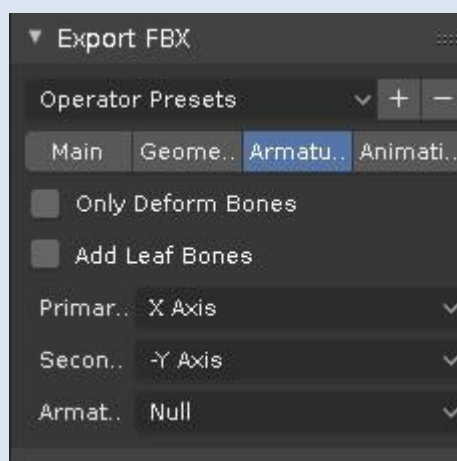 Export FBX
Operator Presets
Main Geome.. Armatu.. Animati..
Only Deform Bones
Add Leaf Bones
Primar.. X Axis
Secon.. -Y Axis
Armat.. Null